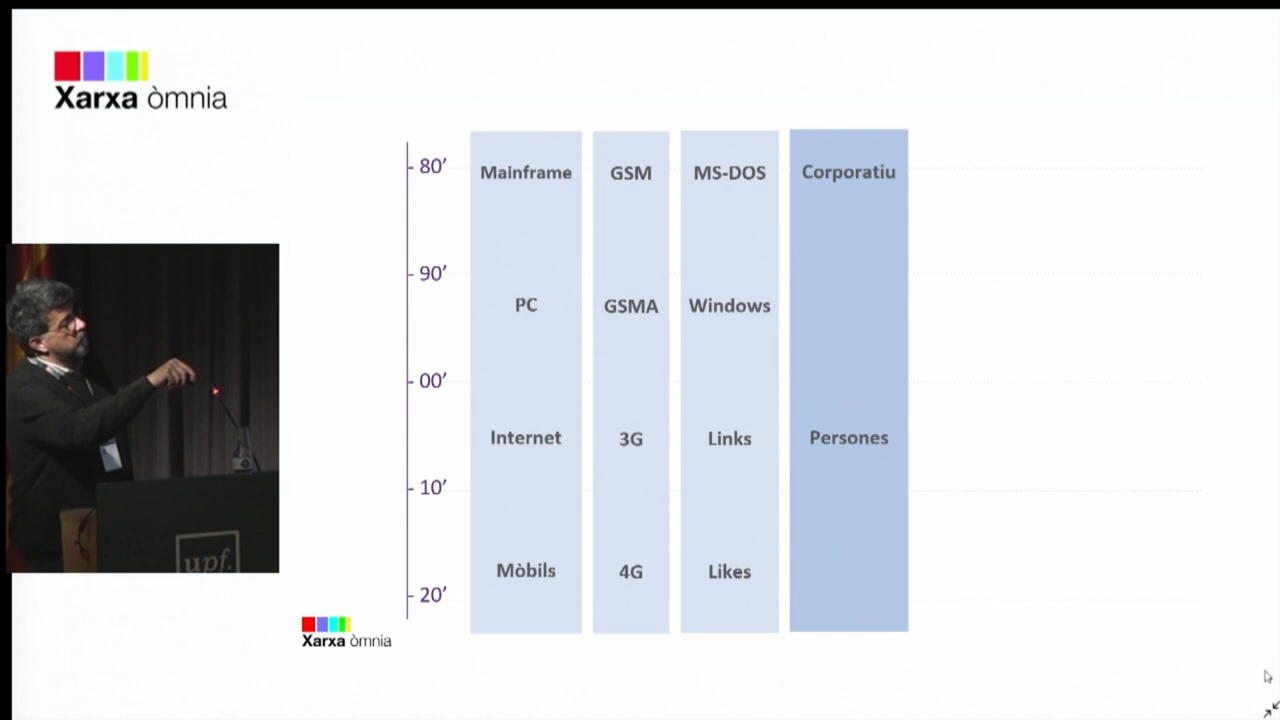 Xarxa òmnia
80’ Mainframe GSM MS-DOS Corporatiu
90’
PC GSMA Windows
00’
Internet 3G Links Persones
10’
Mòbils 4G Likes
20’
upf.
Xarxa òmnia